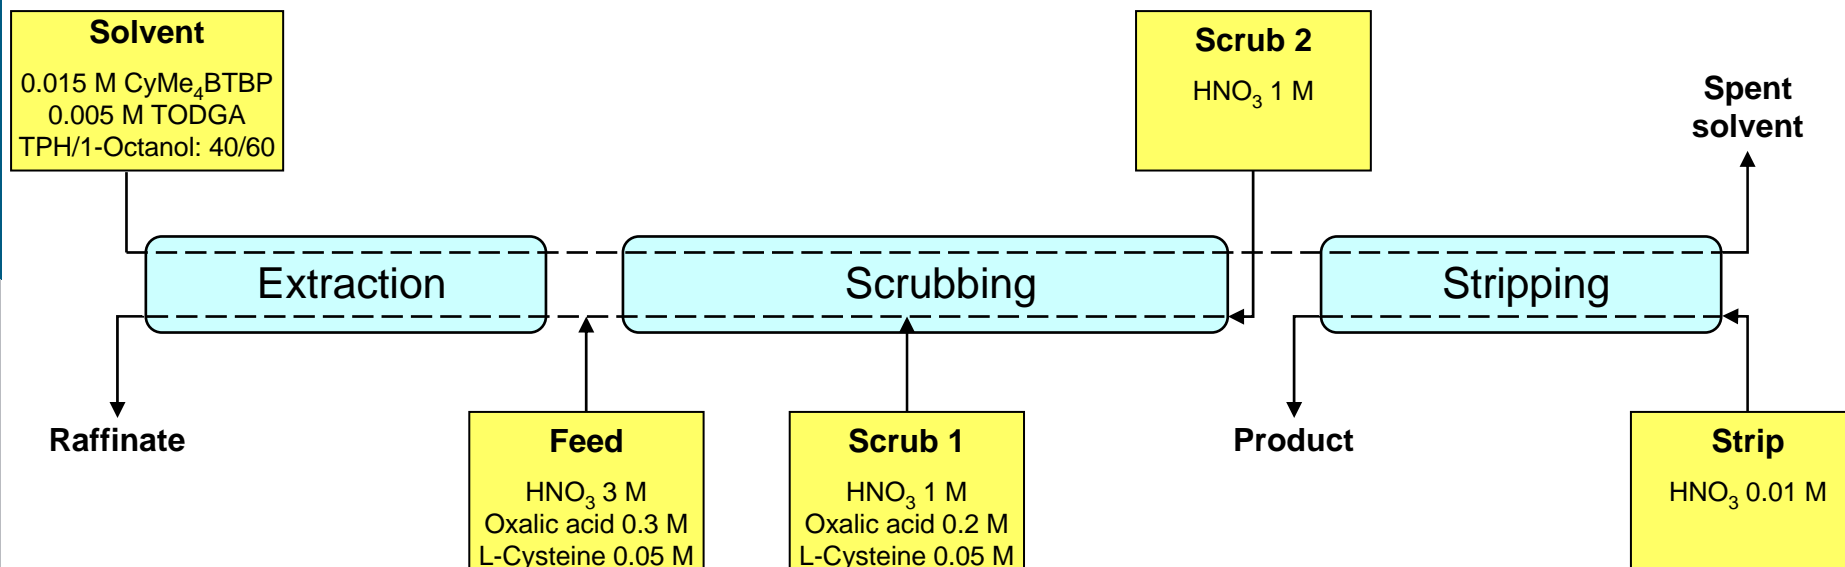 Solvent
0.015 M CyMe₄BTBP
0.005 M TODGA
TPH/1-Octanol: 40/60
Scrub 2
HNO₃ 1 M
Spent
solvent
Extraction
Scrubbing
Stripping
Raffinate
Feed
HNO₃ 3 M
Oxalic acid 0.3 M
L-Cysteine 0.05 M
Scrub 1
HNO₃ 1 M
Oxalic acid 0.2 M
L-Cysteine 0.05 M
Product
Strip
HNO₃ 0.01 M